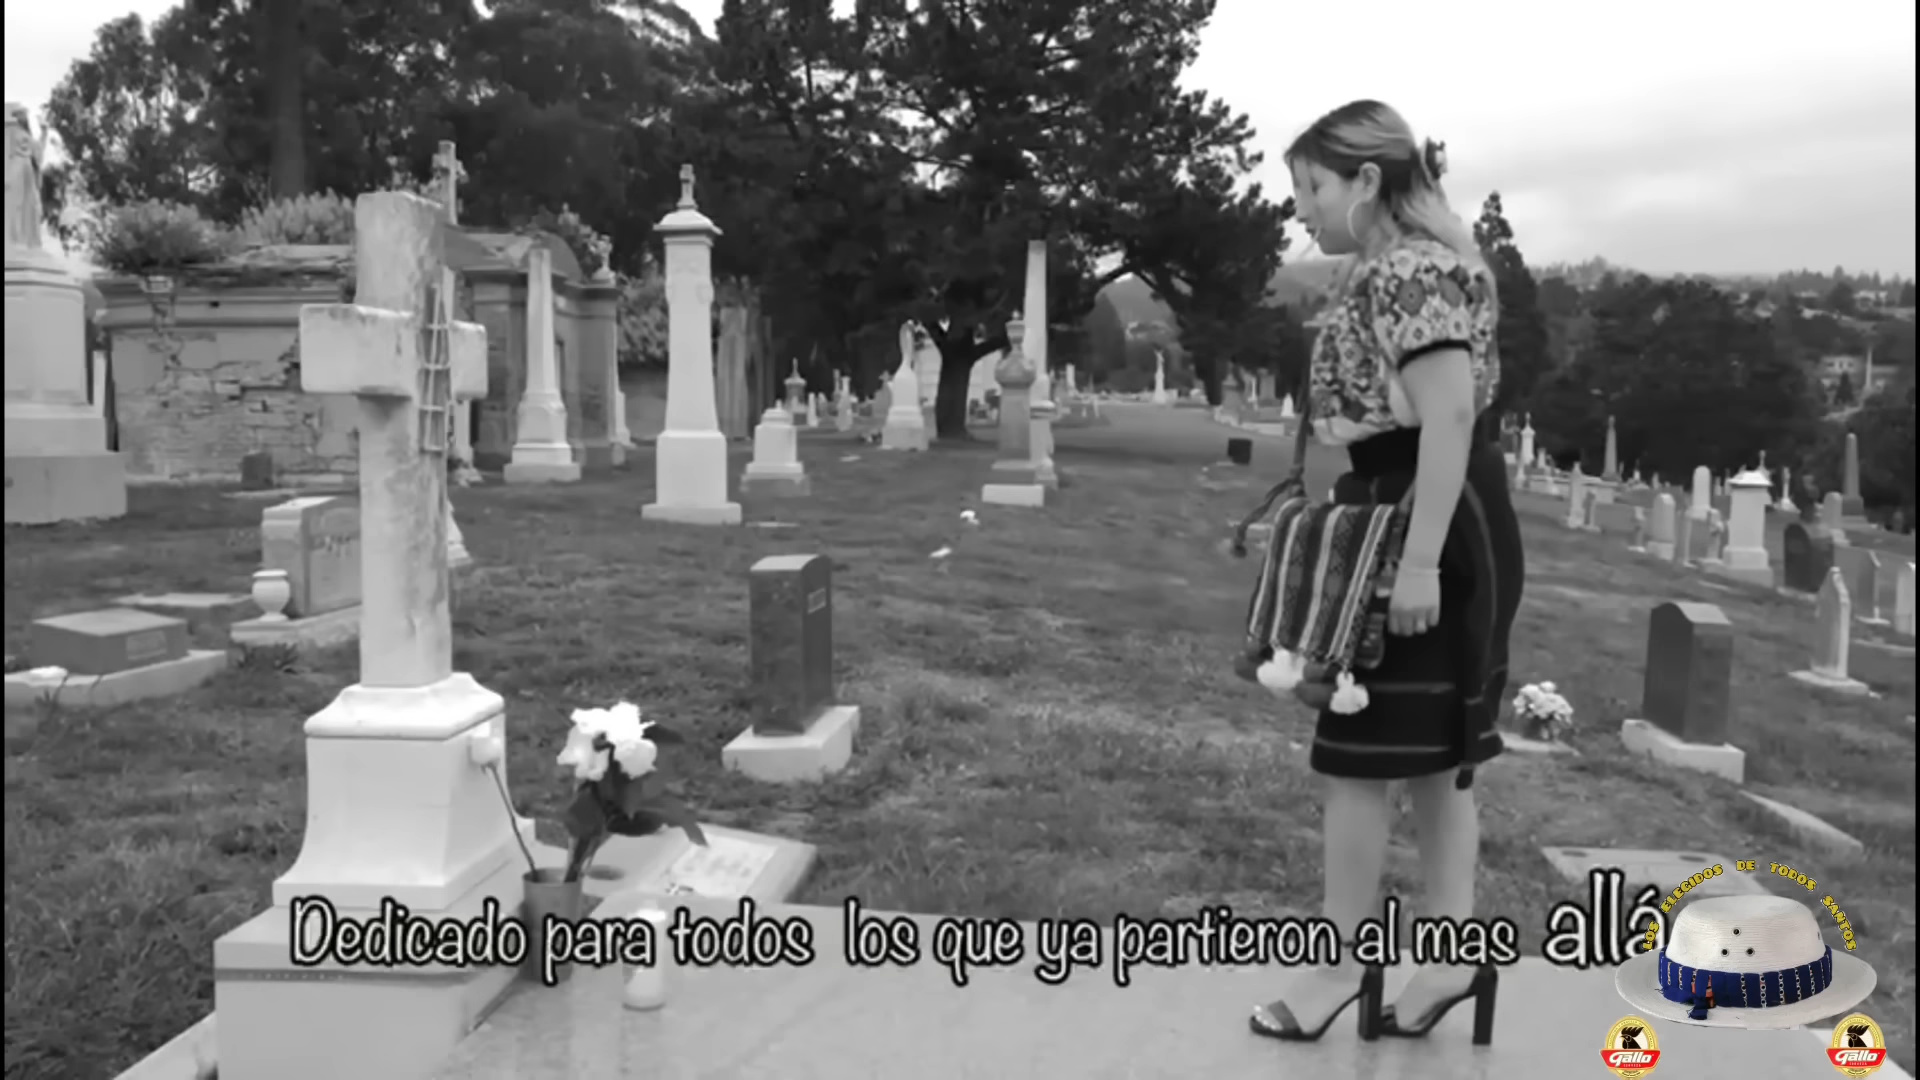 Dedicado para todos los que ya partieron al mas allá
LOS ELEGIDOS DE TODOS SANTOS
Gallo
Gallo